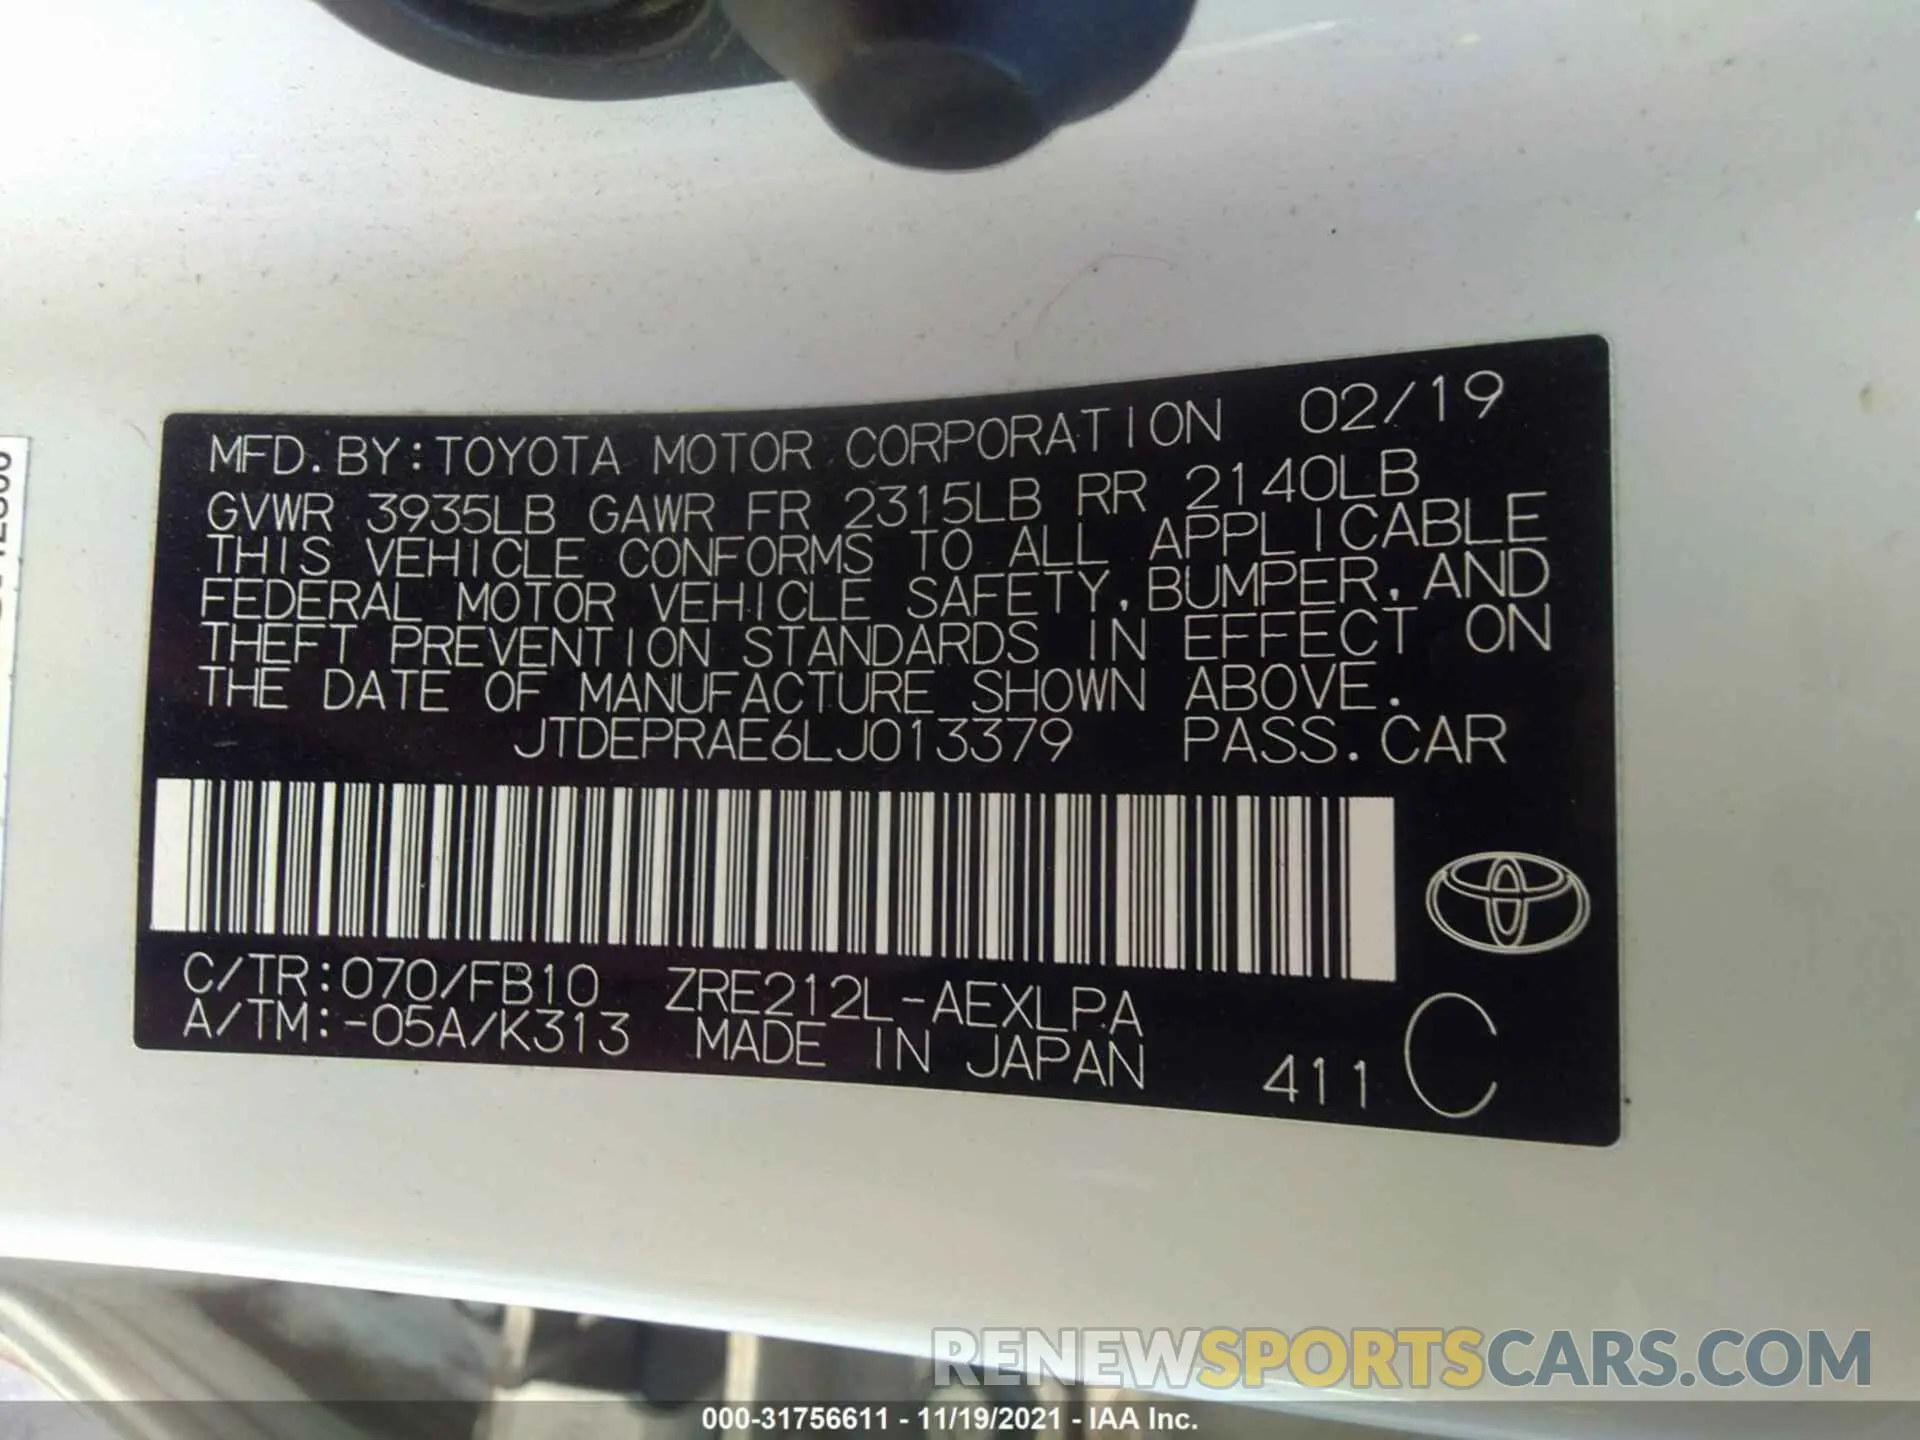 MFD. BY: TOYOTA MOTOR CORPORATION 02/19
GVWR 3935LB GAWR FR 2315LB RR 2140LB
THIS VEHICLE CONFORMS TO ALL APPLICABLE
FEDERAL MOTOR VEHICLE SAFETY, BUMPER, AND
THEFT PREVENTION STANDARDS IN EFFECT ON
THE DATE OF MANUFACTURE SHOWN ABOVE.
JTDEPRAE6LJ013379 PASS. CAR
C/TR: 070/FB10 ZRE212L-AEXLPA
A/TM: -05A/K313 MADE IN JAPAN 411 C
RENEWSPORTSCARS.COM
000-31756611 - 11/19/2021 - IAA Inc.